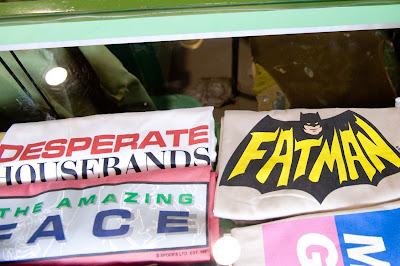 DESPERATE
HOUSEBANDS
THE AMAZING
FACE
FATMAN
M
G